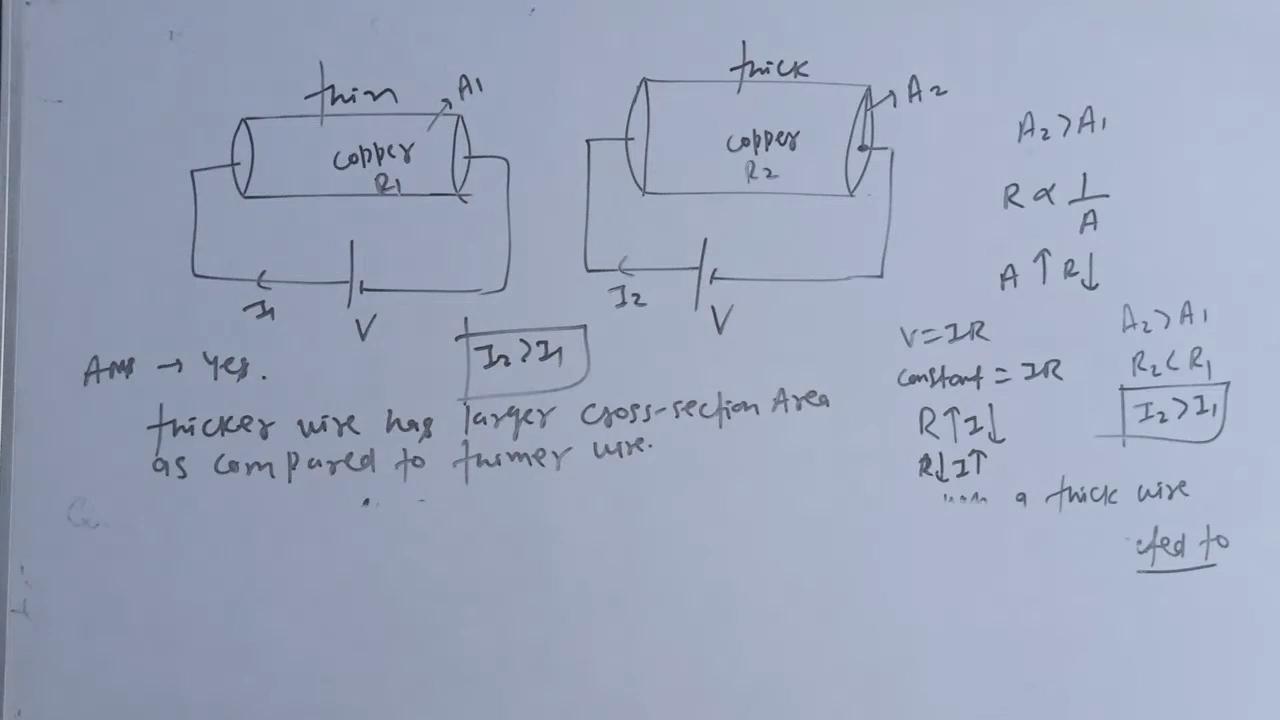 thin
A1
copper
R1
I1
V
thick
A2
copper
R2
I2
V
A2 > A1
R ∝ 1/A
A ↑ R ↓
Ans → Yes.
I2 > I1
thicker wire has larger cross-section Area
as compared to thinner wire.
V = IR
constant = IR
R ↑ I ↓
R ↓ I ↑
A2 > A1
R2 < R1
I2 > I1
a thick wire
cted to